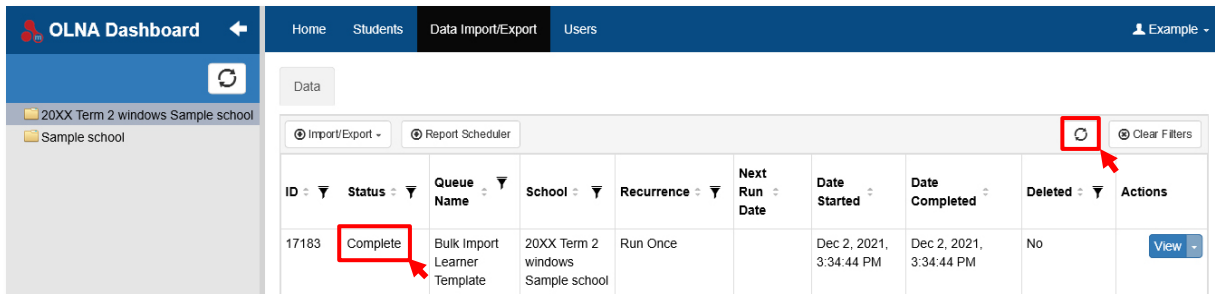 OLNA Dashboard
Home Students Data Import/Export Users Example
20XX Term 2 windows Sample school
Sample school
Data
Import/Export Report Scheduler Clear Filters
ID Status Queue Name School Recurrence Next Run Date Date Started Date Completed Deleted Actions
17183 Complete Bulk Import 20XX Term 2 Run Once Dec 2, 2021, Dec 2, 2021, No View
Learner windows 3:34:44 PM 3:34:44 PM
Template Sample school